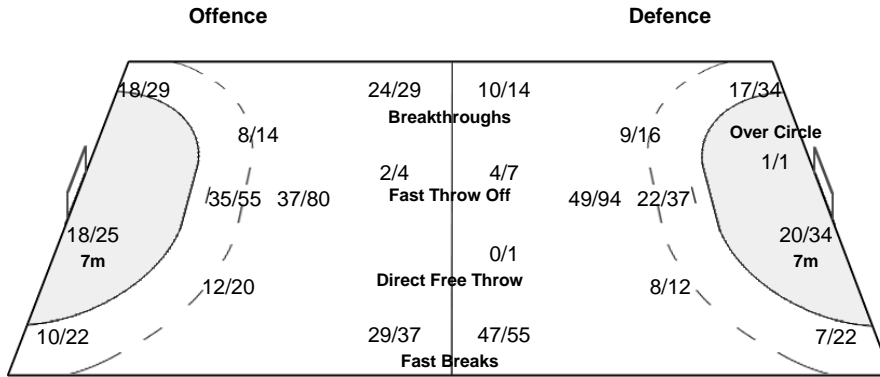 Offence Defence
18/29 24/29 10/14 17/34
Breakthroughs
8/14 9/16 Over Circle
2/4 4/7 1/1
35/55 37/80 Fast Throw Off 49/94 22/37
18/25 20/34
7m 0/1 7m
12/20 Direct Free Throw 8/12
10/22 29/37 47/55 7/22
Fast Breaks